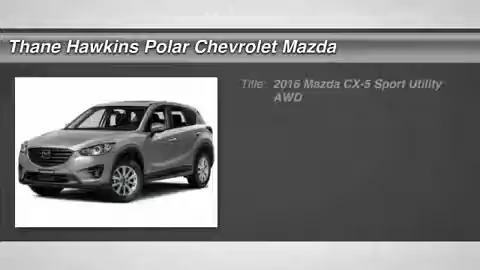 Thane Hawkins Polar Chevrolet Mazda
Title: 2016 Mazda CX-5 Sport Utility
AWD